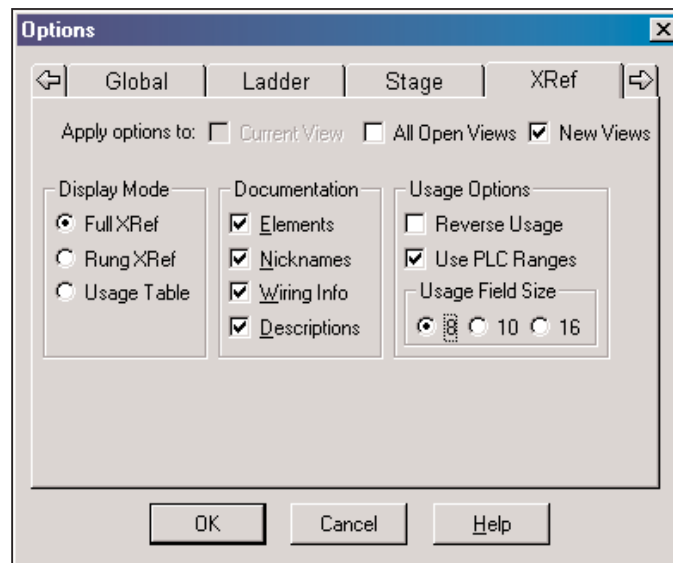 Options
Global Ladder Stage XRef
Apply options to: Current View All Open Views New Views
Display Mode
Full XRef
Rung XRef
Usage Table
Documentation
Elements
Nicknames
Wiring Info
Descriptions
Usage Options
Reverse Usage
Use PLC Ranges
Usage Field Size
8 10 16
OK Cancel Help